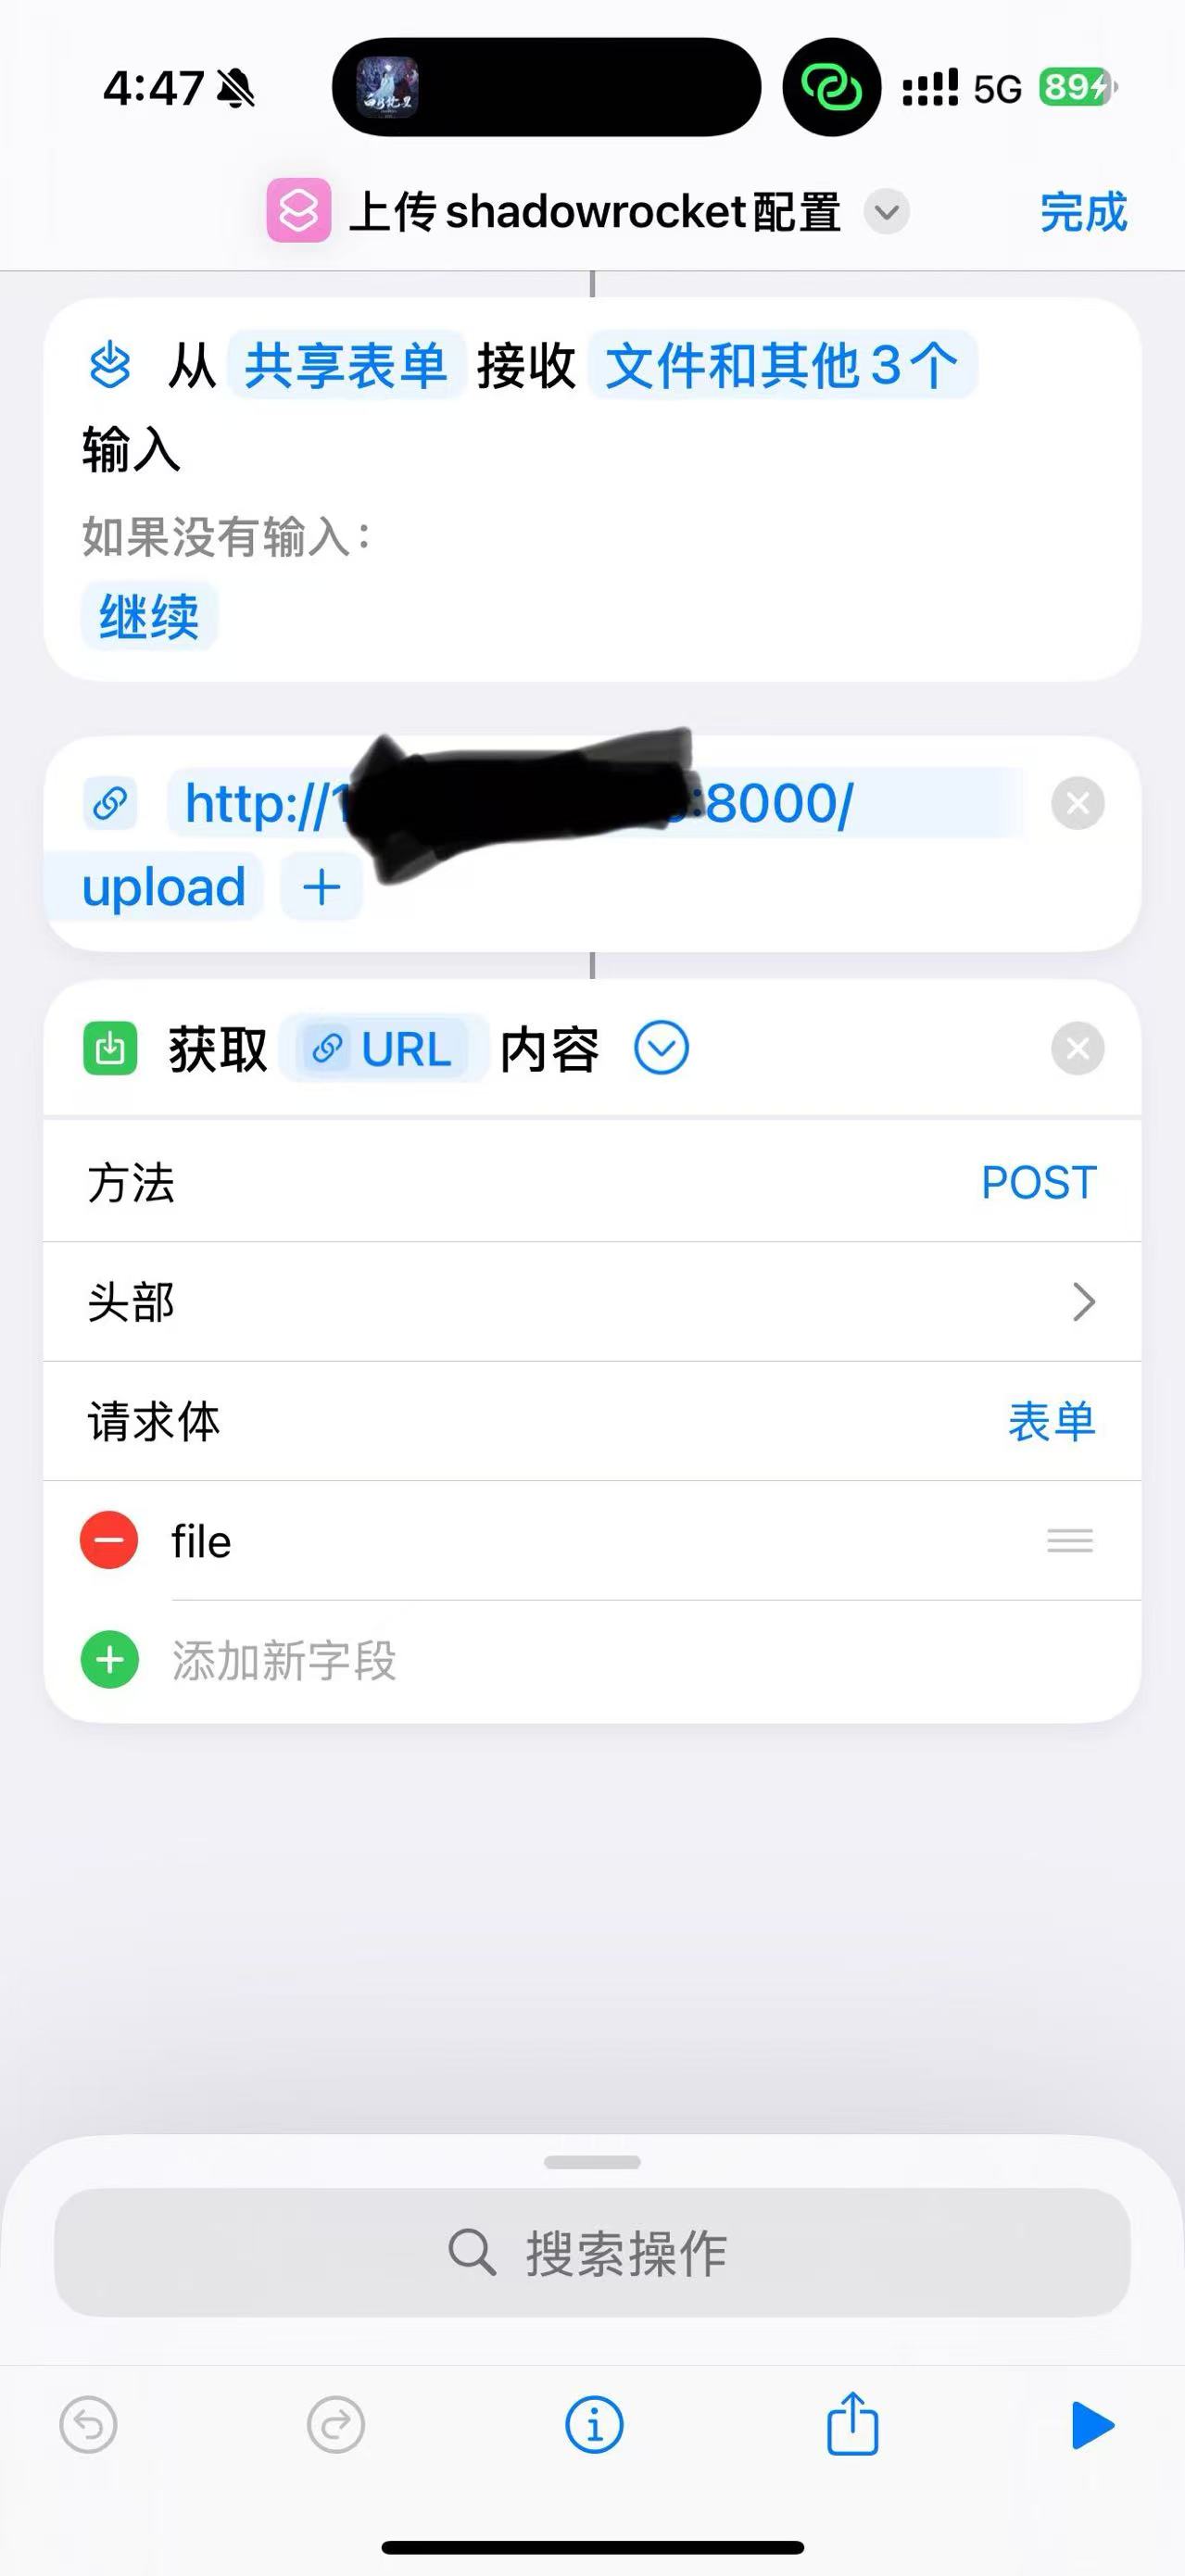 4:47
5G 89
上传shadowrocket配置
完成
从 共享表单 接收 文件和其他 3 个
输入
如果没有输入：
继续
http://1 :8000/
upload
获取 URL 内容
方法
POST
头部
请求体
表单
file
添加新字段
搜索操作